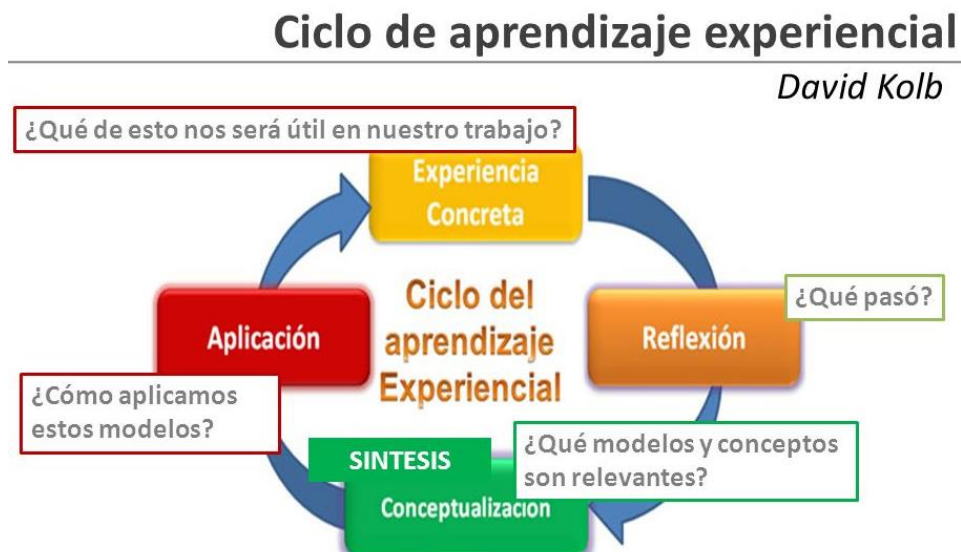 Ciclo de aprendizaje experiencial
David Kolb
¿Qué de esto nos será útil en nuestro trabajo?
Experiencia
Concreta
¿Qué pasó?
Reflexión
Ciclo del
aprendizaje
Experiencial
Aplicación
¿Cómo aplicamos
estos modelos?
¿Qué modelos y conceptos
son relevantes?
SINTESIS
Conceptualización